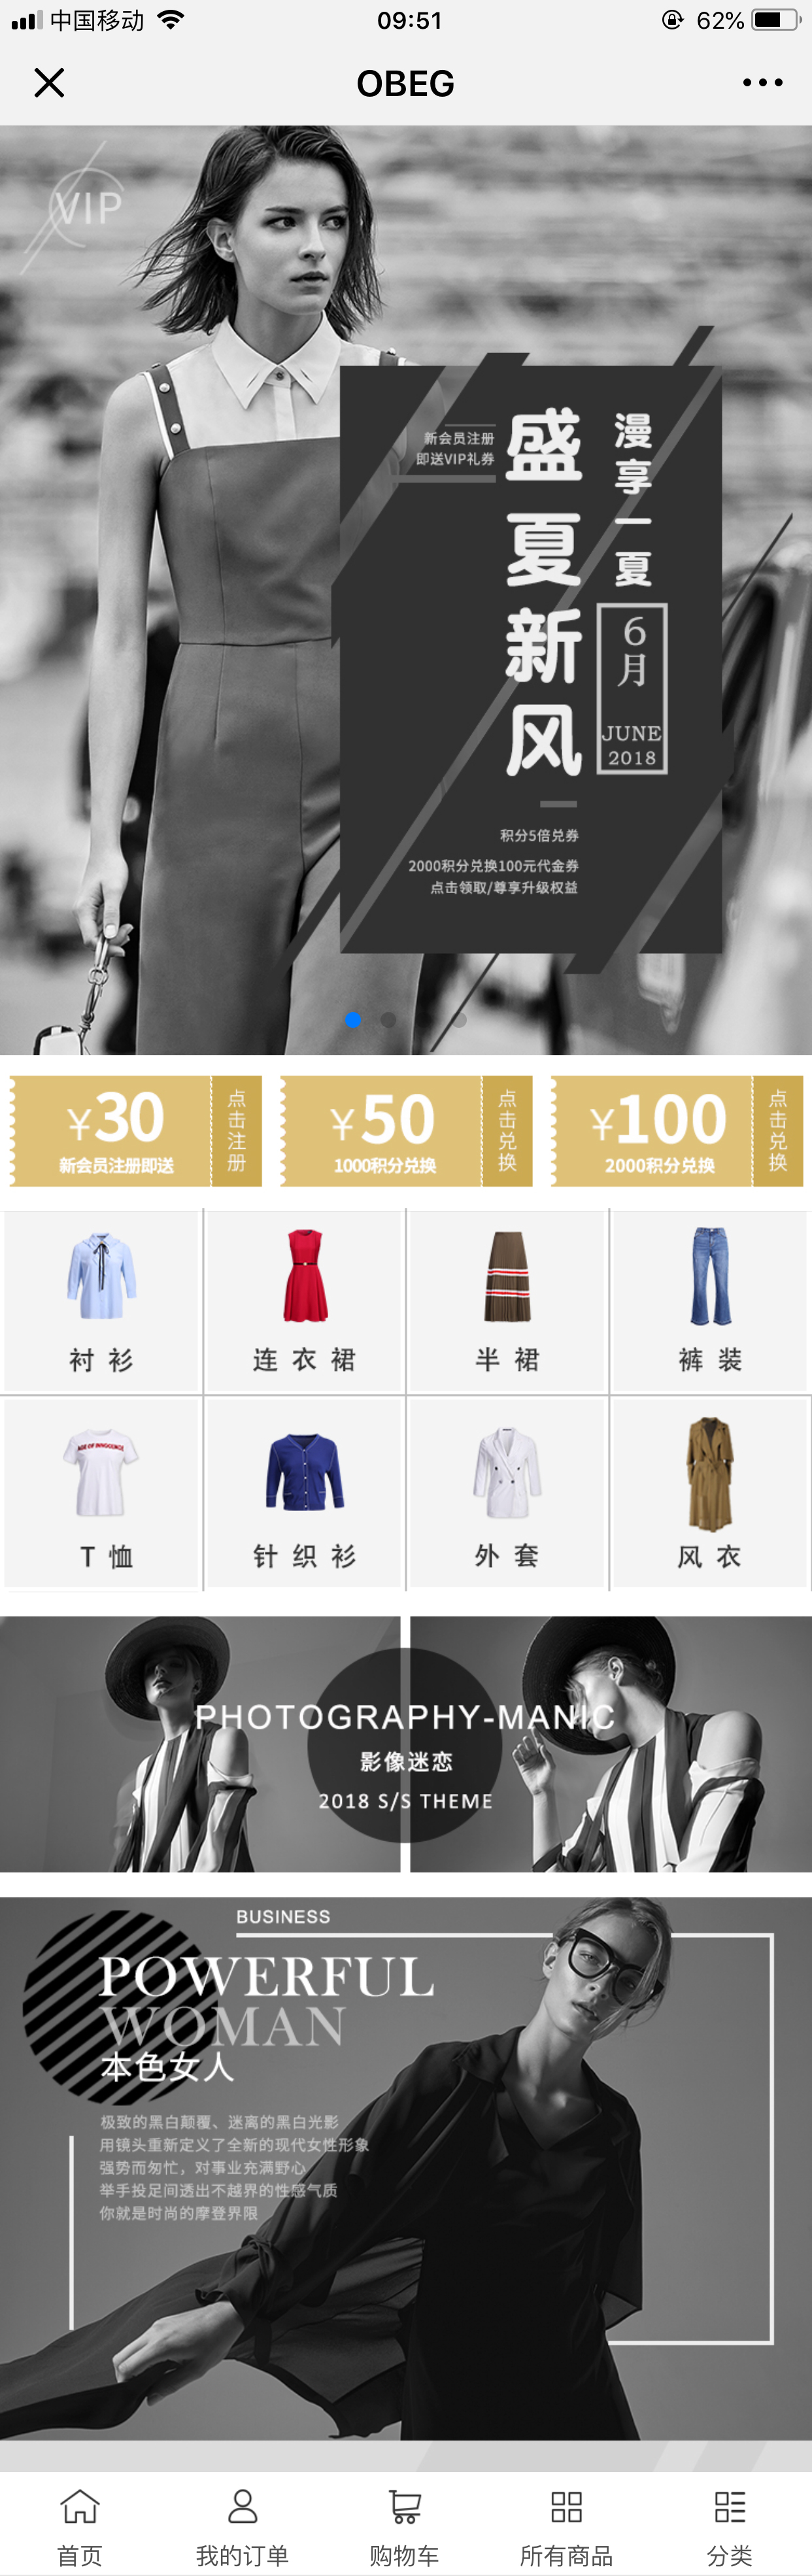 中国移动
09:51
62%
OBEG
VIP
漫享一夏
盛夏新风
新会员注册
即送VIP礼券
6月
JUNE
2018
积分5倍兑券
2000积分兑换100元代金券
点击领取/尊享升级权益
¥30
新会员注册即送
点击注册
¥50
1000积分兑换
点击兑换
¥100
2000积分兑换
点击兑换
衬衫
连衣裙
半裙
裤装
AGE OF INNOCENCE
T恤
针织衫
外套
风衣
PHOTOGRAPHY-MANIC
影像迷恋
2018 S/S THEME
BUSINESS
POWERFUL
WOMAN
本色女人
极致的黑白颠覆、迷离的黑白光影
用镜头重新定义了全新的现代女性形象
强势而匆忙，对事业充满野心
举手投足间透出不越界的性感气质
你就是时尚的摩登界限
首页
我的订单
购物车
所有商品
分类